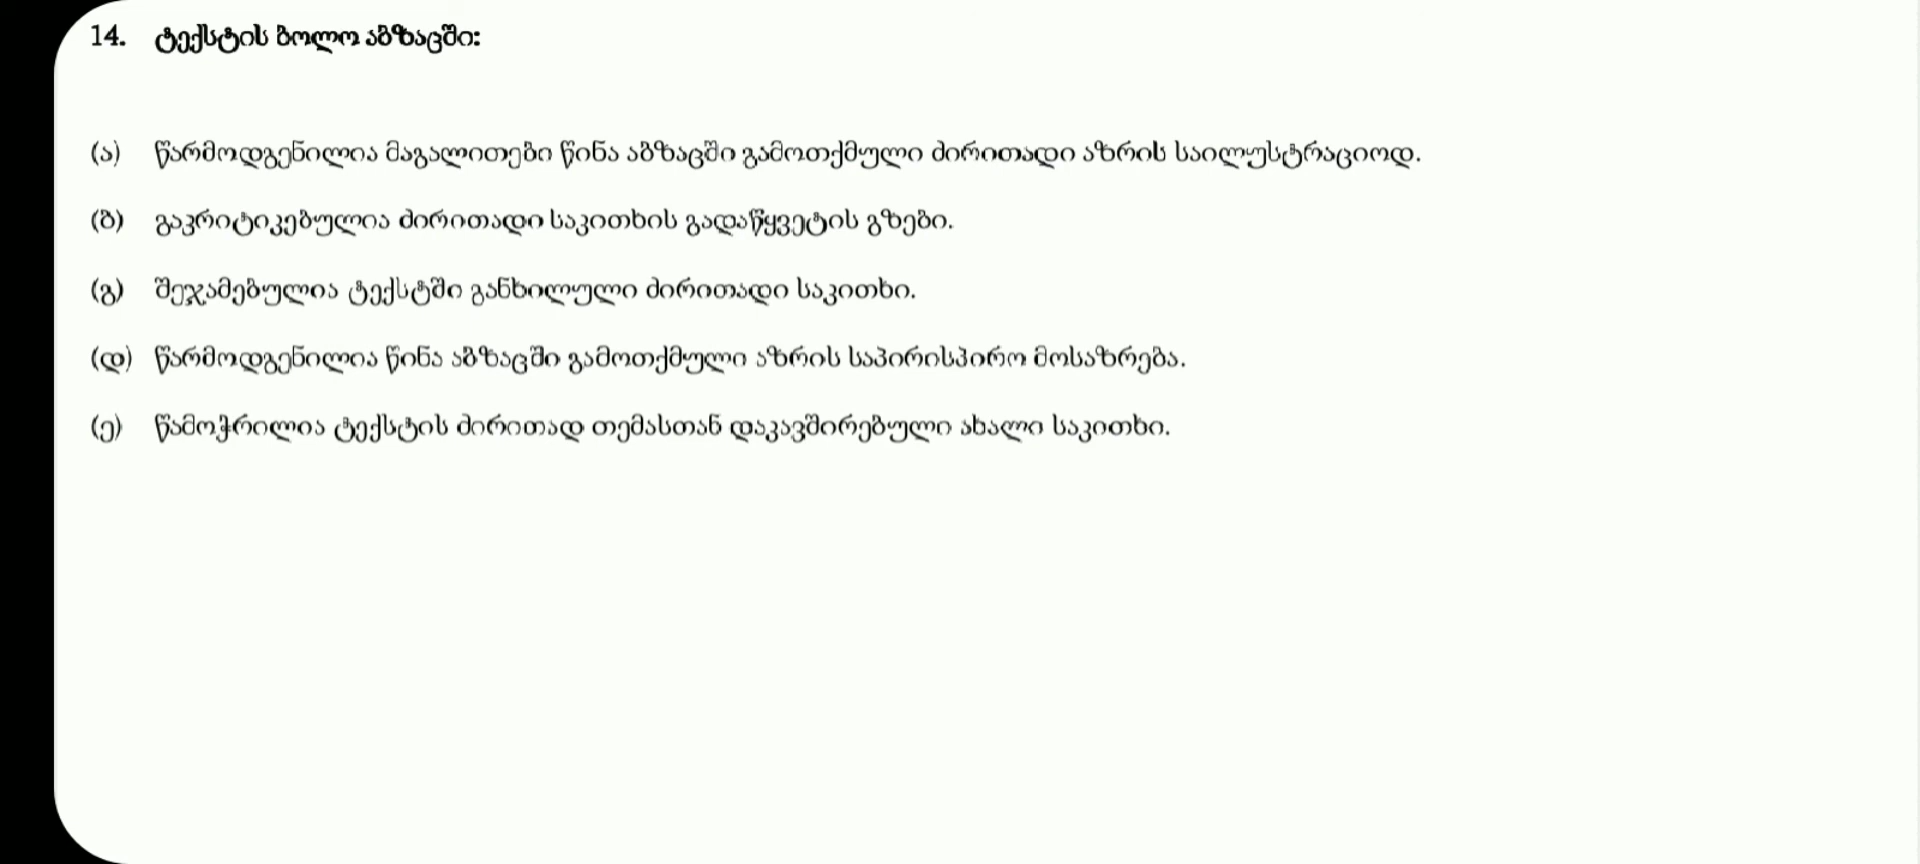 14. ტექსტის ბოლო აბზაცში:
(ა) წარმოდგენილია მაგალითები წინა აბზაცში გამოთქმული ძირითადი აზრის საილუსტრაციოდ.
(ბ) გაკრიტიკებულია ძირითადი საკითხის გადაწყვეტის გზები.
(გ) შეჯამებულია ტექსტში განხილული ძირითადი საკითხი.
(დ) წარმოდგენილია წინა აბზაცში გამოთქმული აზრის საპირისპირო მოსაზრება.
(ე) წამოჭრილია ტექსტის ძირითად თემასთან დაკავშირებული ახალი საკითხი.